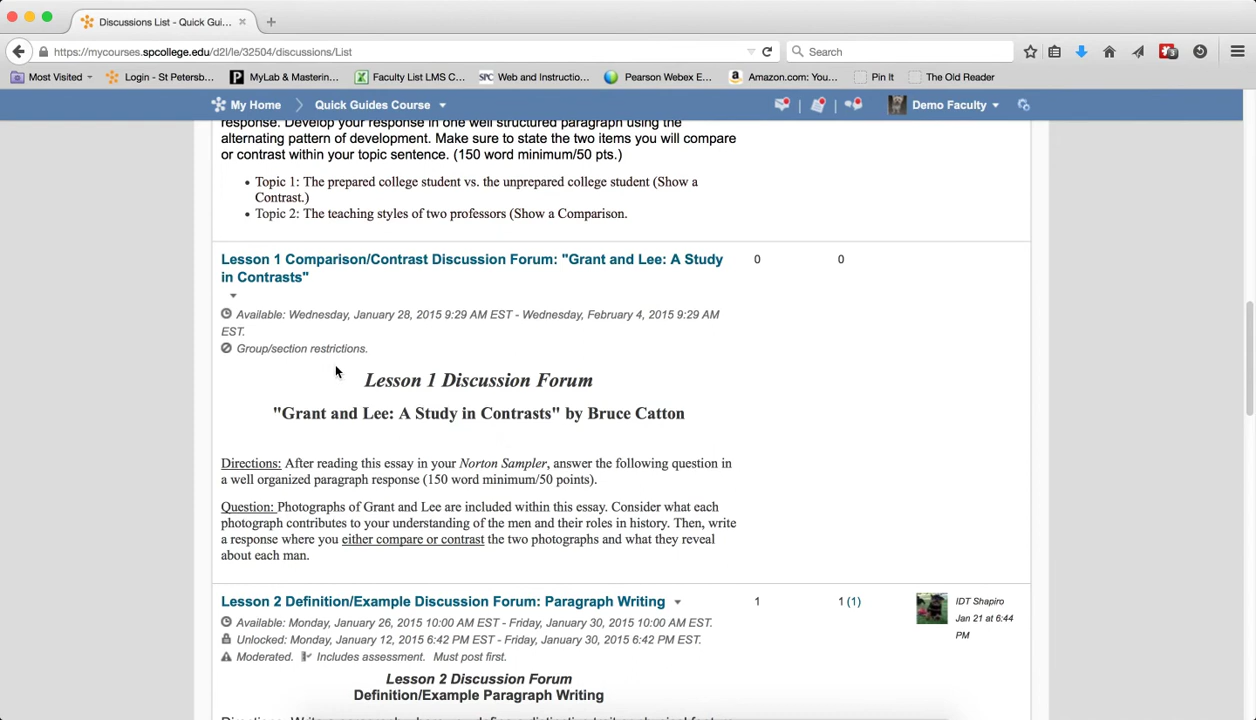 Discussions List - Quick Gui...
https://mycourses.spcollege.edu/d2l/le/32504/discussions/List
Search
Most Visited
Login - St Petersb...
MyLab & Mastering...
Faculty List LMS C...
SPC Web and Instructio...
Pearson Webex E...
Amazon.com: You...
Pin It
The Old Reader
My Home
Quick Guides Course
Demo Faculty
response. Develop your response in one well structured paragraph using the
alternating pattern of development. Make sure to state the two items you will compare
or contrast within your topic sentence. (150 word minimum/50 pts.)
• Topic 1: The prepared college student vs. the unprepared college student (Show a
Contrast.)
• Topic 2: The teaching styles of two professors (Show a Comparison.
Lesson 1 Comparison/Contrast Discussion Forum: "Grant and Lee: A Study 0 0
in Contrasts"
Available: Wednesday, January 28, 2015 9:29 AM EST - Wednesday, February 4, 2015 9:29 AM
EST.
Group/section restrictions.
Lesson 1 Discussion Forum
"Grant and Lee: A Study in Contrasts" by Bruce Catton
Directions: After reading this essay in your Norton Sampler, answer the following question in
a well organized paragraph response (150 word minimum/50 points).
Question: Photographs of Grant and Lee are included within this essay. Consider what each
photograph contributes to your understanding of the men and their roles in history. Then, write
a response where you either compare or contrast the two photographs and what they reveal
about each man.
Lesson 2 Definition/Example Discussion Forum: Paragraph Writing 1 1 (1)
IDT Shapiro
Jan 21 at 6:44
PM
Available: Monday, January 26, 2015 10:00 AM EST - Friday, January 30, 2015 10:00 AM EST.
Unlocked: Monday, January 12, 2015 6:42 PM EST - Friday, January 30, 2015 6:42 PM EST.
Moderated. Includes assessment. Must post first.
Lesson 2 Discussion Forum
Definition/Example Paragraph Writing